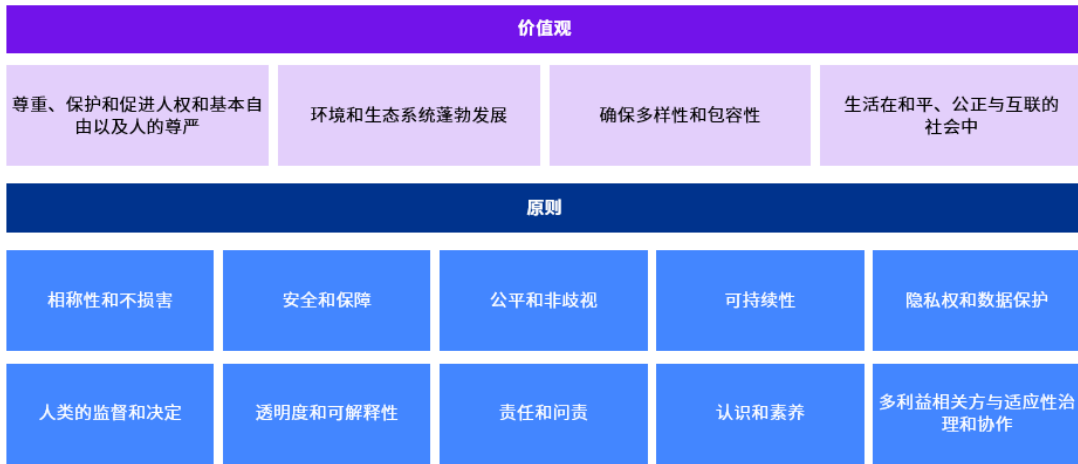 价值观
尊重、保护和促进人权和基本自
由以及人的尊严
环境和生态系统蓬勃发展
确保多样性和包容性
生活在和平、公正与互联的
社会中
原则
相称性和不损害
安全和保障
公平和非歧视
可持续性
隐私权和数据保护
人类的监督和决定
透明度和可解释性
责任和问责
认识和素养
多利益相关方与适应性治
理和协作